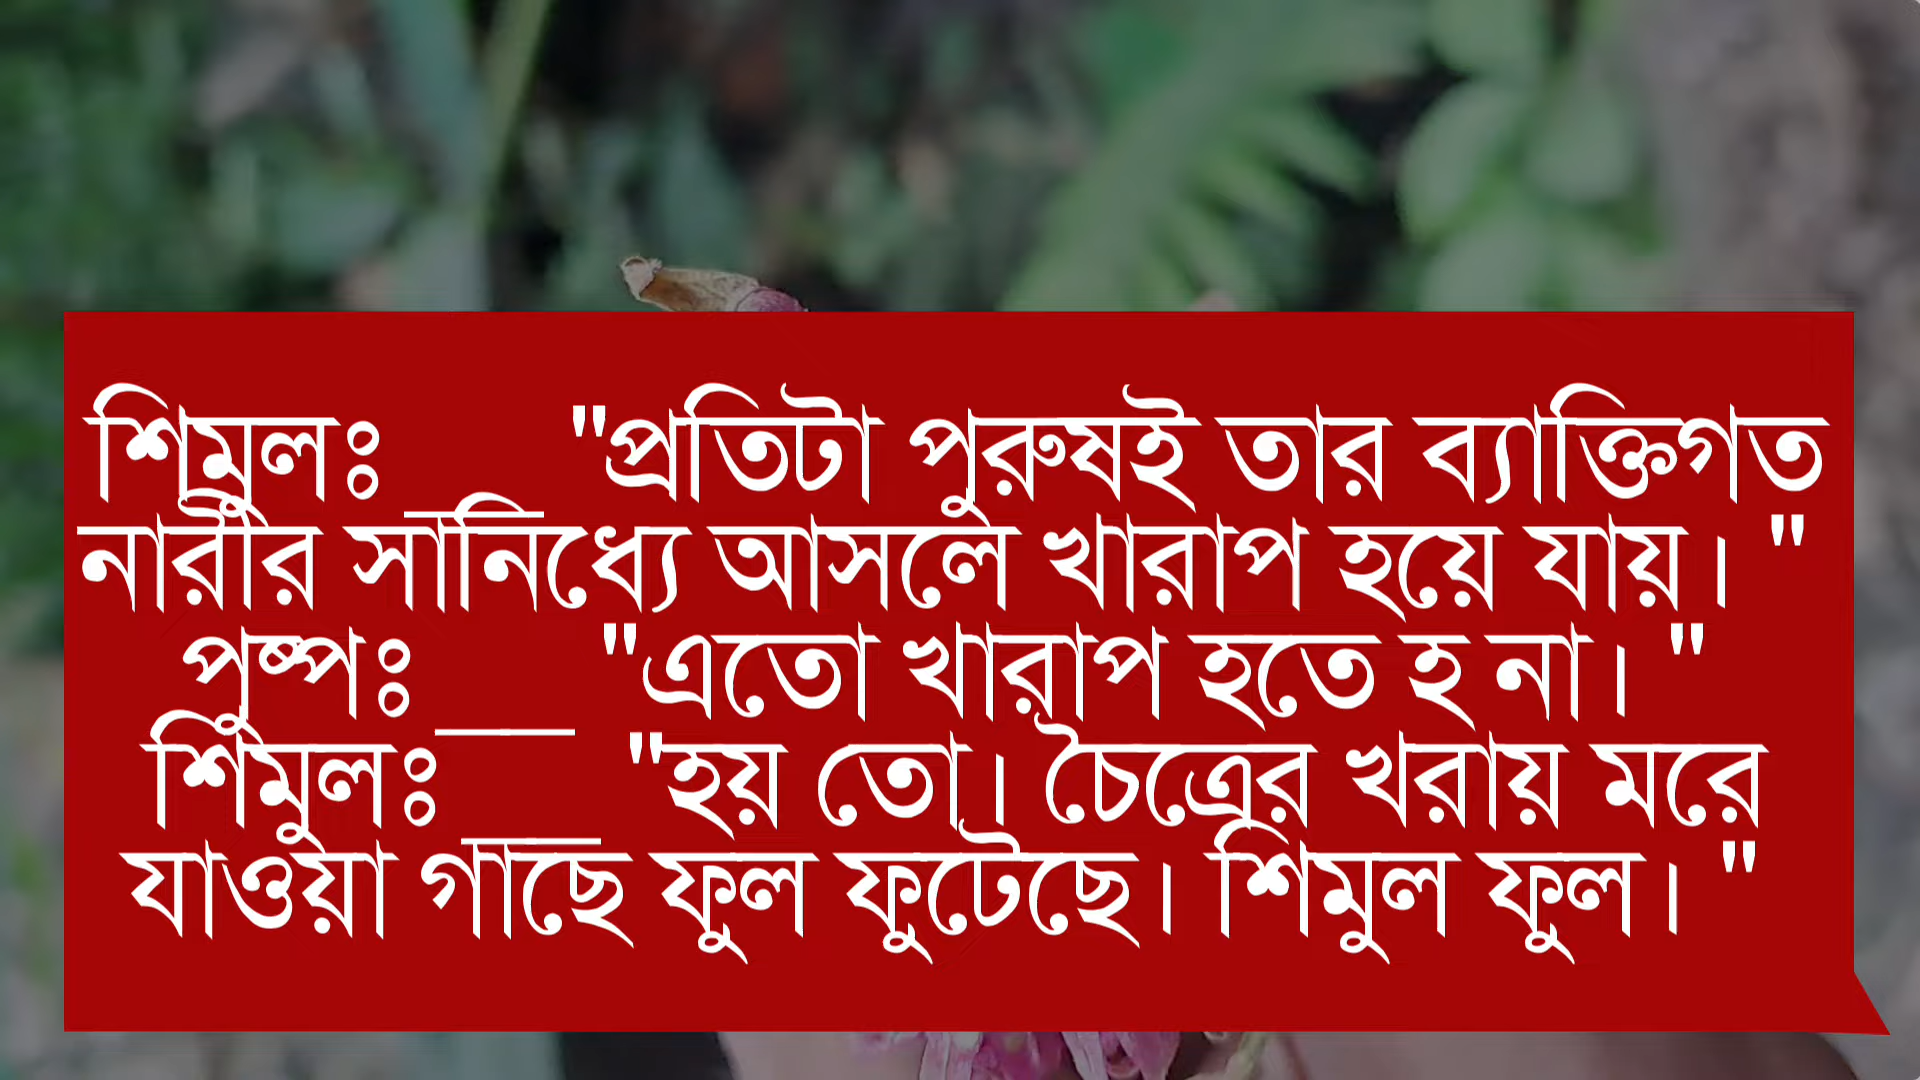 শিমুলঃ ___ "প্রতিটা পুরুষই তার ব্যাক্তিগত
নারীর সানিধ্যে আসলে খারাপ হয়ে যায়। "
পুষ্পঃ ___ "এতো খারাপ হতে হ না। "
শিমুলঃ ___ "হয় তো। চৈত্রের খরায় মরে
যাওয়া গাছে ফুল ফুটেছে। শিমুল ফুল। "